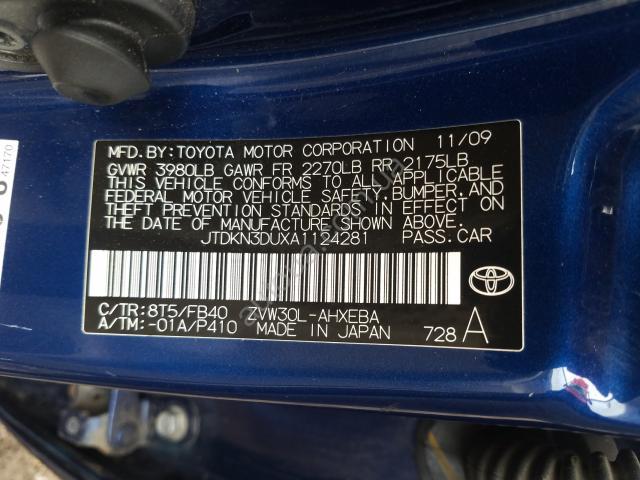 MFD. BY: TOYOTA MOTOR CORPORATION 11/09
GVWR 3980LB GAWR FR 2270LB RR 2175LB
THIS VEHICLE CONFORMS TO ALL APPLICABLE
FEDERAL MOTOR VEHICLE SAFETY, BUMPER, AND
THEFT PREVENTION STANDARDS IN EFFECT ON
THE DATE OF MANUFACTURE SHOWN ABOVE.
JTDKN3DUXA1124281 PASS. CAR
C/TR: 8T5/FB40 ZVW30L-AHXEBA
A/TM: -01A/P410 MADE IN JAPAN 728 A
47170